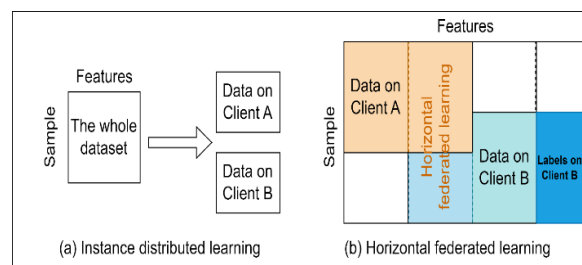 Features
Sample
The whole
dataset
Data on
Client A
Data on
Client B
(a) Instance distributed learning
Features
Sample
Data on
Client A
Horizontal
federated learning
Data on
Client B
Labels on
Client B
(b) Horizontal federated learning